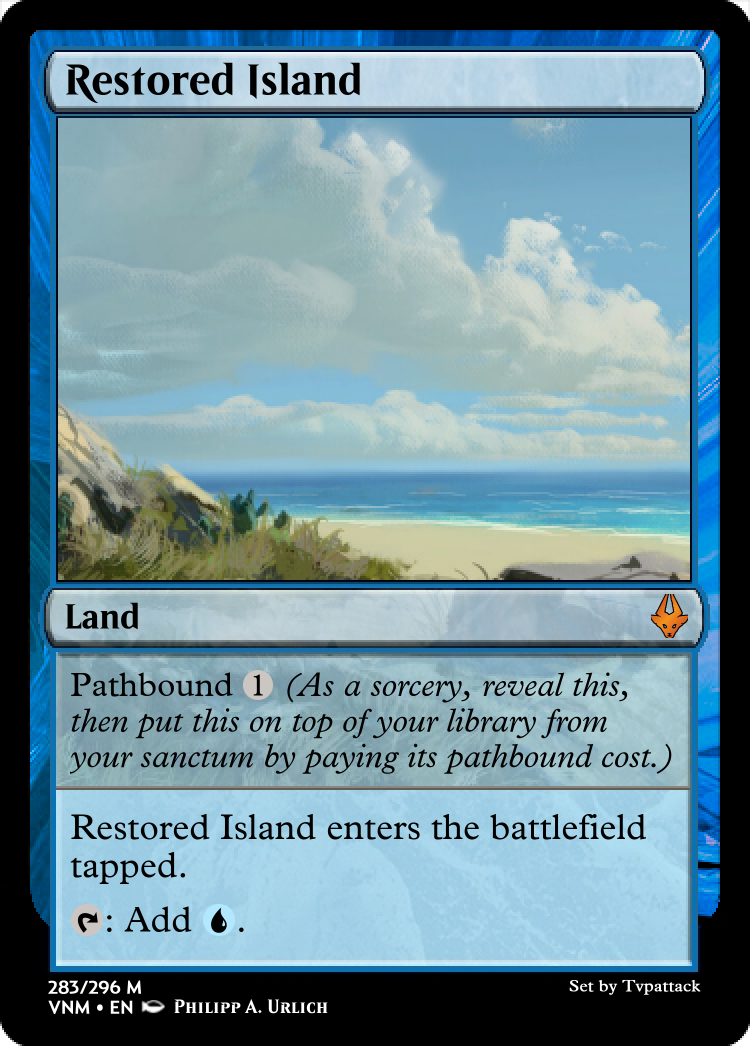 Restored Island
Land
Pathbound 1 (As a sorcery, reveal this,
then put this on top of your library from
your sanctum by paying its pathbound cost.)
Restored Island enters the battlefield
tapped.
: Add .
283/296 M
Set by Tvpattack
VNM • EN Philipp A. Urlich